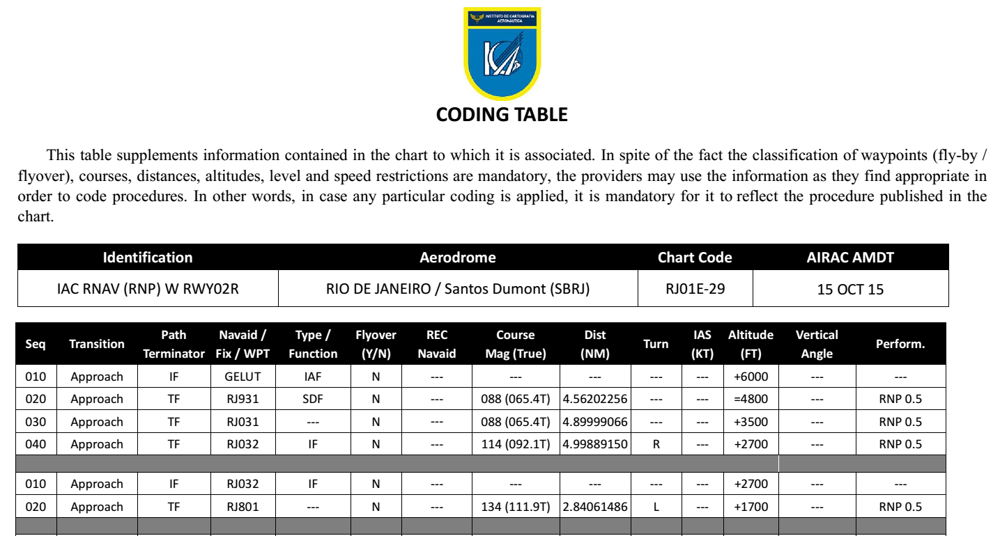 INSTITUTO DE CARTOGRAFIA
AERONÁUTICA
ICA
CODING TABLE
This table supplements information contained in the chart to which it is associated. In spite of the fact the classification of waypoints (fly-by /
flyover), courses, distances, altitudes, level and speed restrictions are mandatory, the providers may use the information as they find appropriate in
order to code procedures. In other words, in case any particular coding is applied, it is mandatory for it to reflect the procedure published in the
chart.
Identification Aerodrome Chart Code AIRAC AMDT
IAC RNAV (RNP) W RWY02R RIO DE JANEIRO / Santos Dumont (SBRJ) RJ01E-29 15 OCT 15
Seq Transition Path Terminator Navaid / Fix / WPT Type / Function Flyover (Y/N) REC Navaid Course Mag (True) Dist (NM) Turn IAS (KT) Altitude (FT) Vertical Angle Perform.
010 Approach IF GELUT IAF N --- --- --- --- --- +6000 --- ---
020 Approach TF RJ931 SDF N --- 088 (065.4T) 4.56202256 --- --- =4800 --- RNP 0.5
030 Approach TF RJ031 --- N --- 088 (065.4T) 4.89999066 --- --- +3500 --- RNP 0.5
040 Approach TF RJ032 IF N --- 114 (092.1T) 4.99889150 R --- +2700 --- RNP 0.5
010 Approach IF RJ032 IF N --- --- --- --- --- +2700 --- ---
020 Approach TF RJ801 --- N --- 134 (111.9T) 2.84061486 L --- +1700 --- RNP 0.5